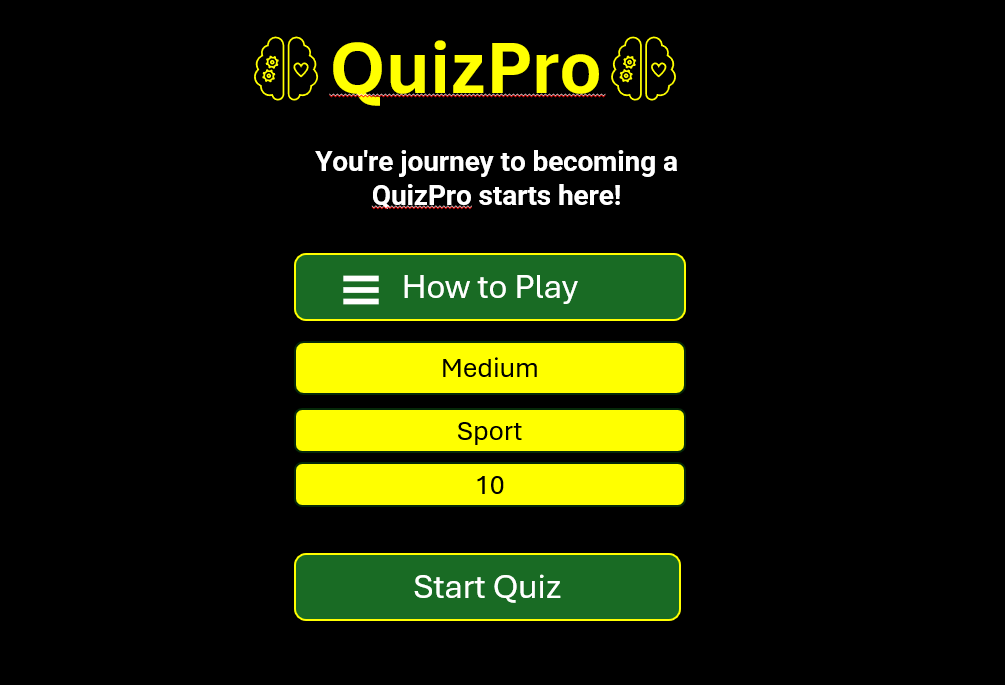 QuizPro
You're journey to becoming a
QuizPro starts here!
How to Play
Medium
Sport
10
Start Quiz